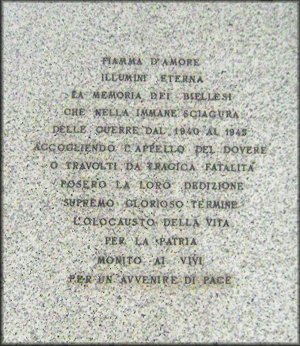 FIAMMA D'AMORE
ILLUMINI ETERNA
LA MEMORIA DEI BIELLESI
CHE NELLA IMMANE SCIAGURA
DELLE GUERRE DAL 1940 AL 1945
ACCOGLIENDO L'APPELLO DEL DOVERE
O TRAVOLTI DA TRAGICA FATALITÀ
POSERO LA LORO DEDIZIONE
SUPREMO GLORIOSO TERMINE
L'OLOCAUSTO DELLA VITA
PER LA PATRIA
MONITO AI VIVI
PER UN AVVENIRE DI PACE